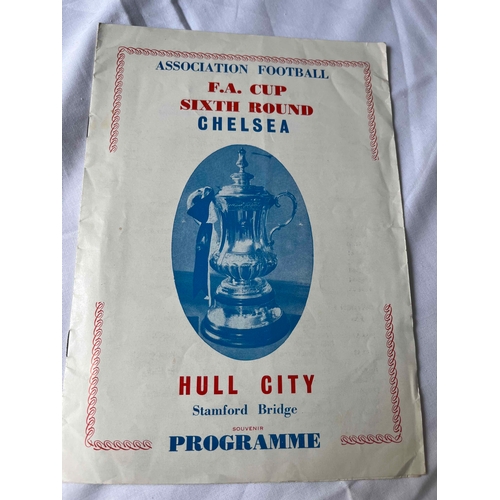 ASSOCIATION FOOTBALL
F.A. CUP
SIXTH ROUND
CHELSEA
HULL CITY
Stamford Bridge
SOUVENIR
PROGRAMME